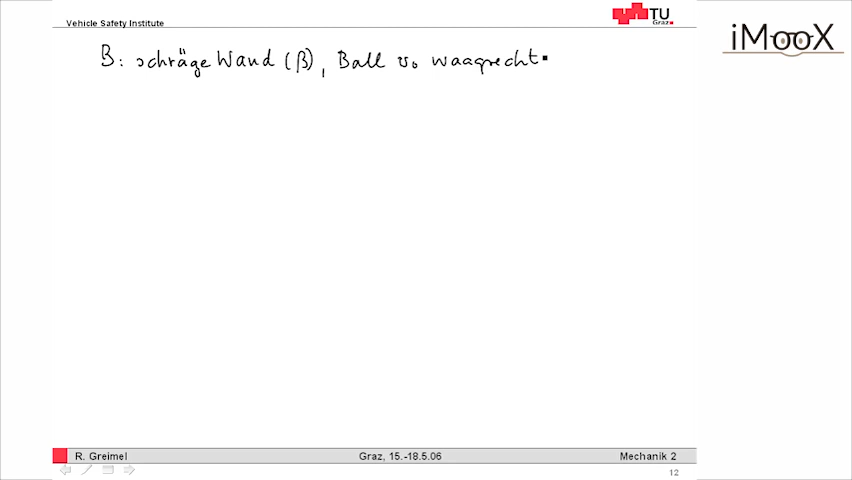 Vehicle Safety Institute
TU
Graz
iMooX
B: schräge Wand (β), Ball v₀ waagrecht
R. Greimel
Graz, 15.-18.5.06
Mechanik 2
12